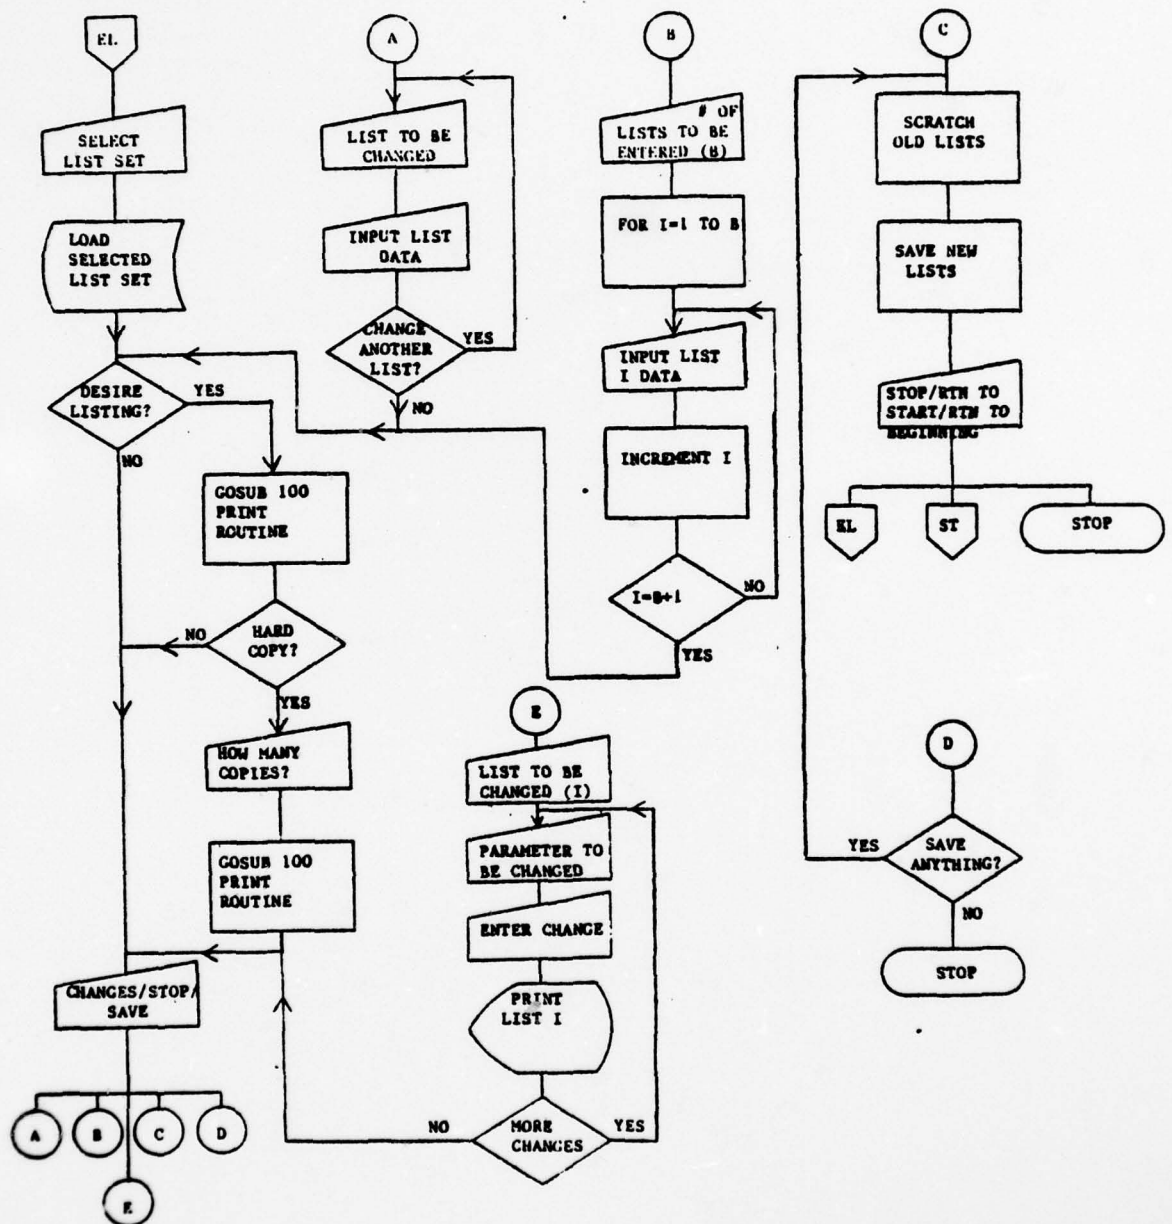 EL
SELECT
LIST SET
LOAD
SELECTED
LIST SET
DESIRE
LISTING?
YES
NO
GOSUB 100
PRINT
ROUTINE
HARD
COPY?
NO
YES
HOW MANY
COPIES?
GOSUB 100
PRINT
ROUTINE
CHANGES/STOP/
SAVE
A
B
C
D
E
A
LIST TO BE
CHANGED
INPUT LIST
DATA
CHANGE
ANOTHER
LIST?
YES
NO
B
# OF
LISTS TO BE
ENTERED (B)
FOR I=1 TO B
INPUT LIST
I DATA
INCREMENT I
I=B+1
NO
YES
E
LIST TO BE
CHANGED (I)
PARAMETER TO
BE CHANGED
ENTER CHANGE
PRINT
LIST I
MORE
CHANGES
NO
YES
C
SCRATCH
OLD LISTS
SAVE NEW
LISTS
STOP/RTN TO
START/RTN TO
BEGINNING
EL
ST
STOP
D
SAVE
ANYTHING?
YES
NO
STOP